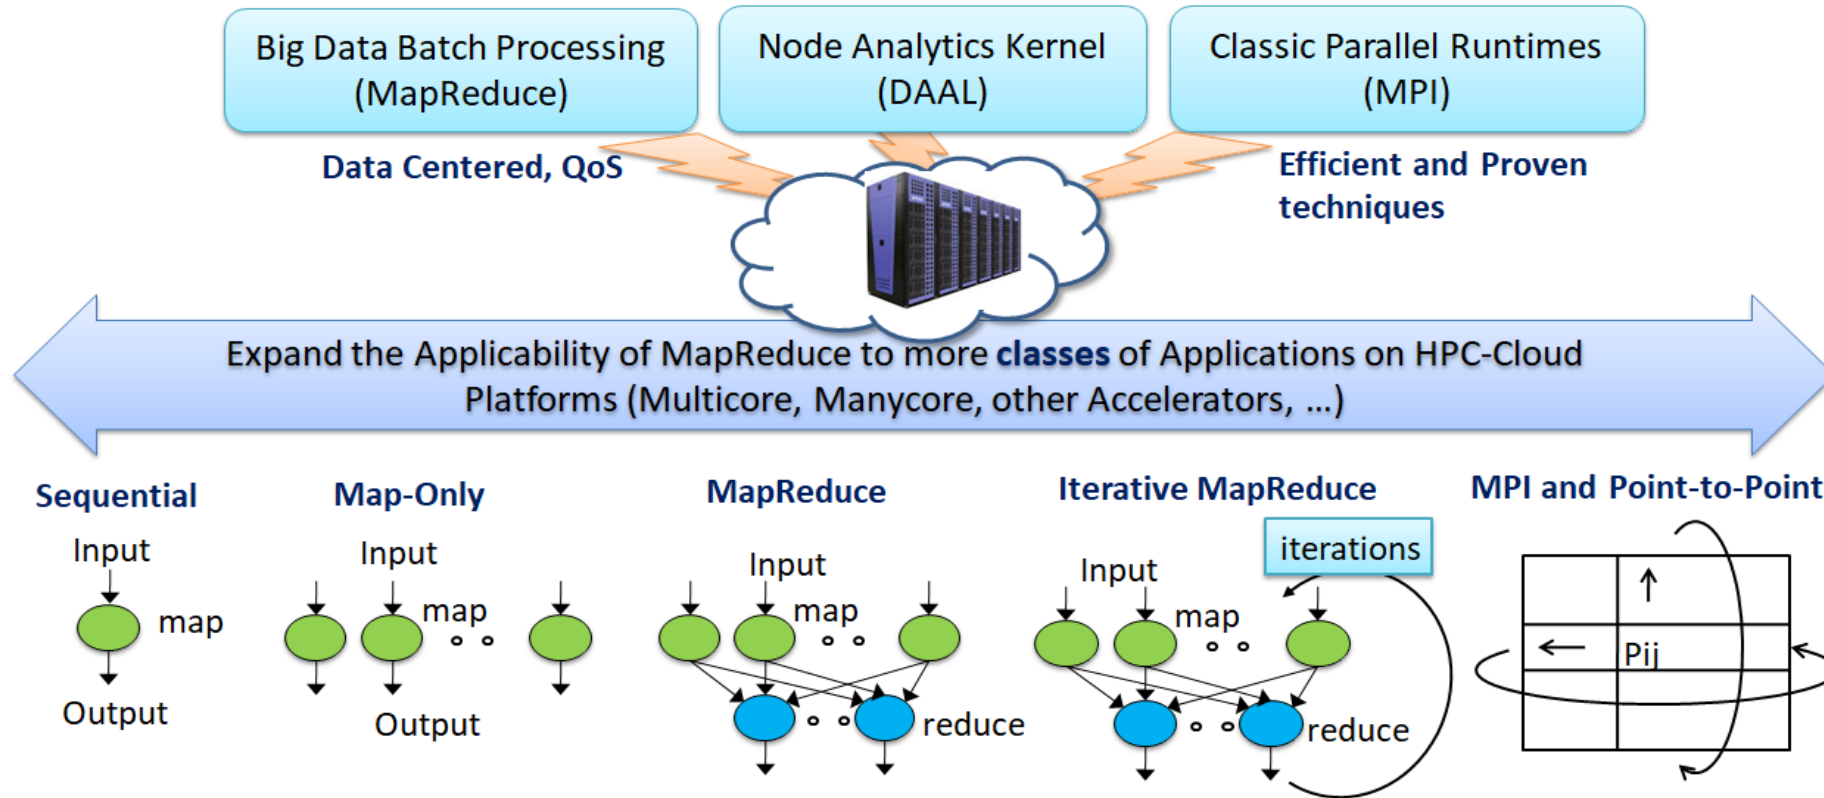 Big Data Batch Processing
(MapReduce)
Node Analytics Kernel
(DAAL)
Classic Parallel Runtimes
(MPI)
Data Centered, QoS
Efficient and Proven
techniques
Expand the Applicability of MapReduce to more classes of Applications on HPC-Cloud
Platforms (Multicore, Manycore, other Accelerators, ...)
Sequential
Input
map
Output
Map-Only
Input
map
Output
MapReduce
Input
map
reduce
Iterative MapReduce
iterations
Input
map
reduce
MPI and Point-to-Point
Pij